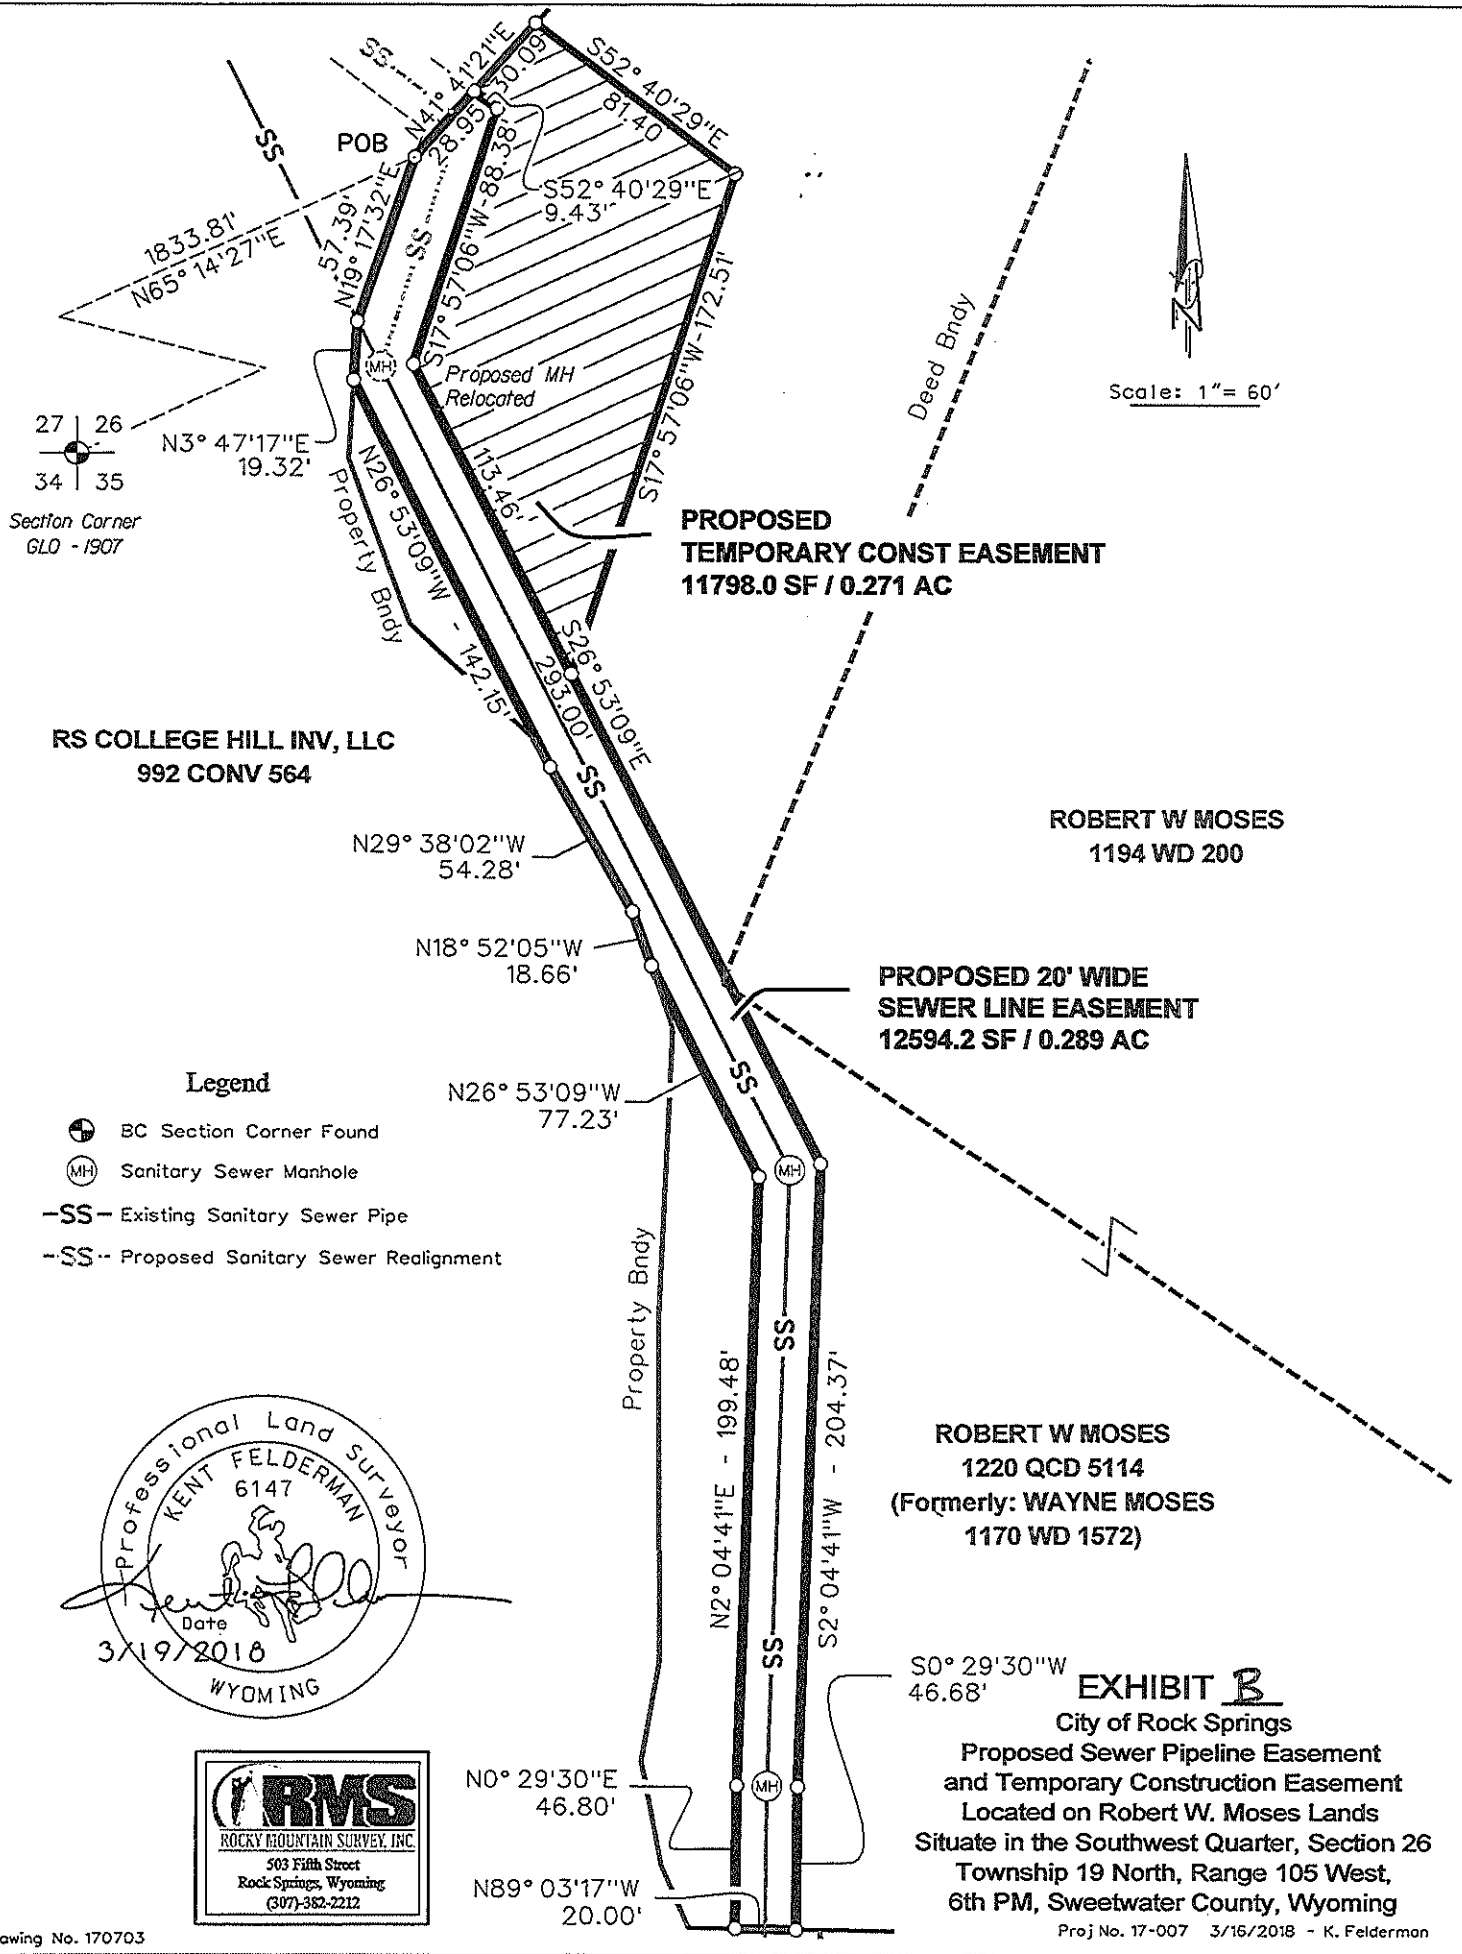 SS
N41° 41'21"E
30.09'
S52° 40'29"E
81.40
28.95
POB
SS
S52° 40'29"E
9.43'
57.39'
N19° 17'32"E
SS
S17° 57'06"W-88.38'
1833.81'
N65° 14'27"E
S17° 57'06"W-172.51'
Deed Bndy
N
Scale: 1"= 60'
MH
Proposed MH
Relocated
27 26
34 35
Section Corner
GLO - 1907
N3° 47'17"E
19.32'
Property Bndy
N26° 53'09"W - 142.15'
113.46'
PROPOSED
TEMPORARY CONST EASEMENT
11798.0 SF / 0.271 AC
S26° 53'09"E
293.00'
RS COLLEGE HILL INV, LLC
992 CONV 564
SS
N29° 38'02"W
54.28'
ROBERT W MOSES
1194 WD 200
N18° 52'05"W
18.66'
PROPOSED 20' WIDE
SEWER LINE EASEMENT
12594.2 SF / 0.289 AC
SS
N26° 53'09"W
77.23'
Legend
BC Section Corner Found
MH Sanitary Sewer Manhole
-SS- Existing Sanitary Sewer Pipe
--SS-- Proposed Sanitary Sewer Realignment
MH
Property Bndy
SS
N2° 04'41"E - 199.48'
S2° 04'41"W - 204.37'
ROBERT W MOSES
1220 QCD 5114
(Formerly: WAYNE MOSES
1170 WD 1572)
Professional Land Surveyor
KENT FELDERMAN
6147
Date
3/19/2018
WYOMING
SS
S0° 29'30"W
46.68'
MH
N0° 29'30"E
46.80'
N89° 03'17"W
20.00'
RMS
ROCKY MOUNTAIN SURVEY, INC.
503 Fifth Street
Rock Springs, Wyoming
(307)-382-2212
EXHIBIT B
City of Rock Springs
Proposed Sewer Pipeline Easement
and Temporary Construction Easement
Located on Robert W. Moses Lands
Situate in the Southwest Quarter, Section 26
Township 19 North, Range 105 West,
6th PM, Sweetwater County, Wyoming
Proj No. 17-007 3/16/2018 - K. Felderman
awing No. 170703